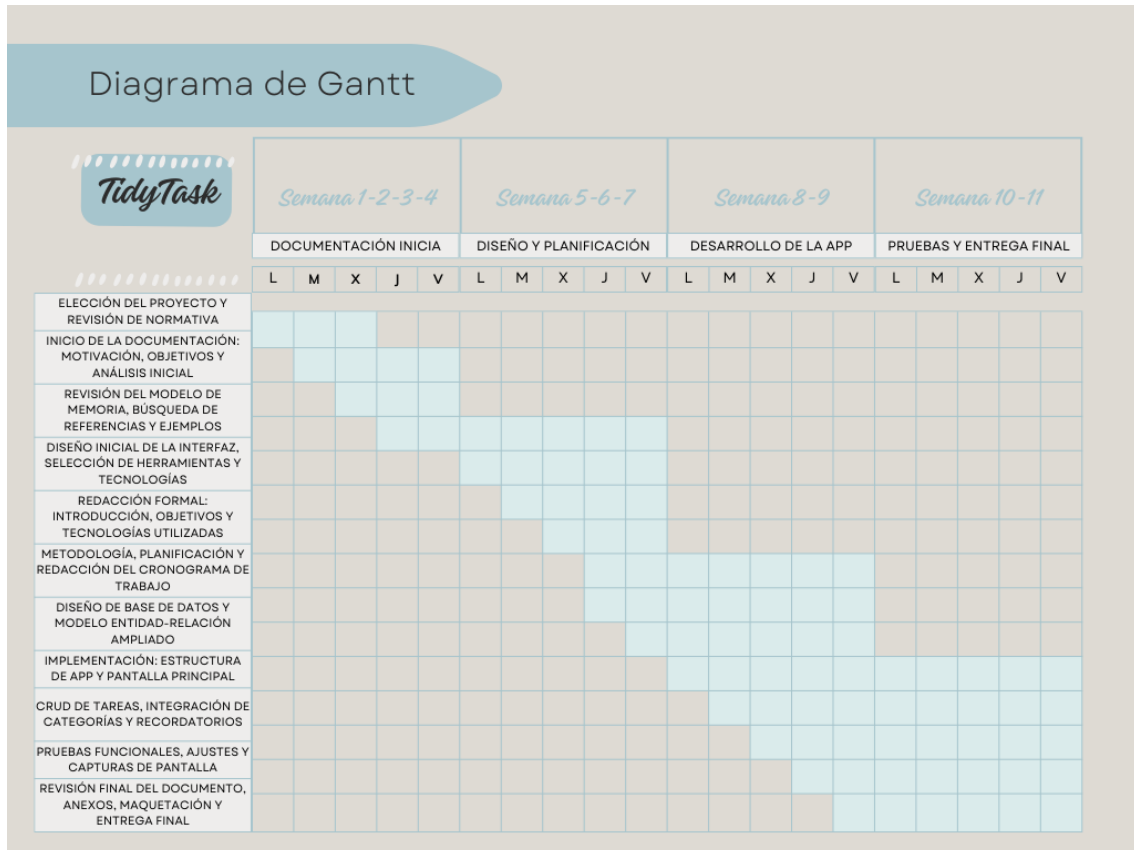 Diagrama de Gantt
TidyTask
Semana 1-2-3-4
Semana 5-6-7
Semana 8-9
Semana 10-11
DOCUMENTACIÓN INICIA
DISEÑO Y PLANIFICACIÓN
DESARROLLO DE LA APP
PRUEBAS Y ENTREGA FINAL
L M X J V L M X J V L M X J V L M X J V
ELECCIÓN DEL PROYECTO Y
REVISIÓN DE NORMATIVA
INICIO DE LA DOCUMENTACIÓN:
MOTIVACIÓN, OBJETIVOS Y
ANÁLISIS INICIAL
REVISIÓN DEL MODELO DE
MEMORIA, BÚSQUEDA DE
REFERENCIAS Y EJEMPLOS
DISEÑO INICIAL DE LA INTERFAZ,
SELECCIÓN DE HERRAMIENTAS Y
TECNOLOGÍAS
REDACCIÓN FORMAL:
INTRODUCCIÓN, OBJETIVOS Y
TECNOLOGÍAS UTILIZADAS
METODOLOGÍA, PLANIFICACIÓN Y
REDACCIÓN DEL CRONOGRAMA DE
TRABAJO
DISEÑO DE BASE DE DATOS Y
MODELO ENTIDAD-RELACIÓN
AMPLIADO
IMPLEMENTACIÓN: ESTRUCTURA
DE APP Y PANTALLA PRINCIPAL
CRUD DE TAREAS, INTEGRACIÓN DE
CATEGORÍAS Y RECORDATORIOS
PRUEBAS FUNCIONALES, AJUSTES Y
CAPTURAS DE PANTALLA
REVISIÓN FINAL DEL DOCUMENTO,
ANEXOS, MAQUETACIÓN Y
ENTREGA FINAL